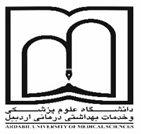 دانشگاه علوم پزشکی
وخدمات بهداشتی درمانی اردبیل
ARDABIL UNIVERSITY OF MEDICAL SCIENCES